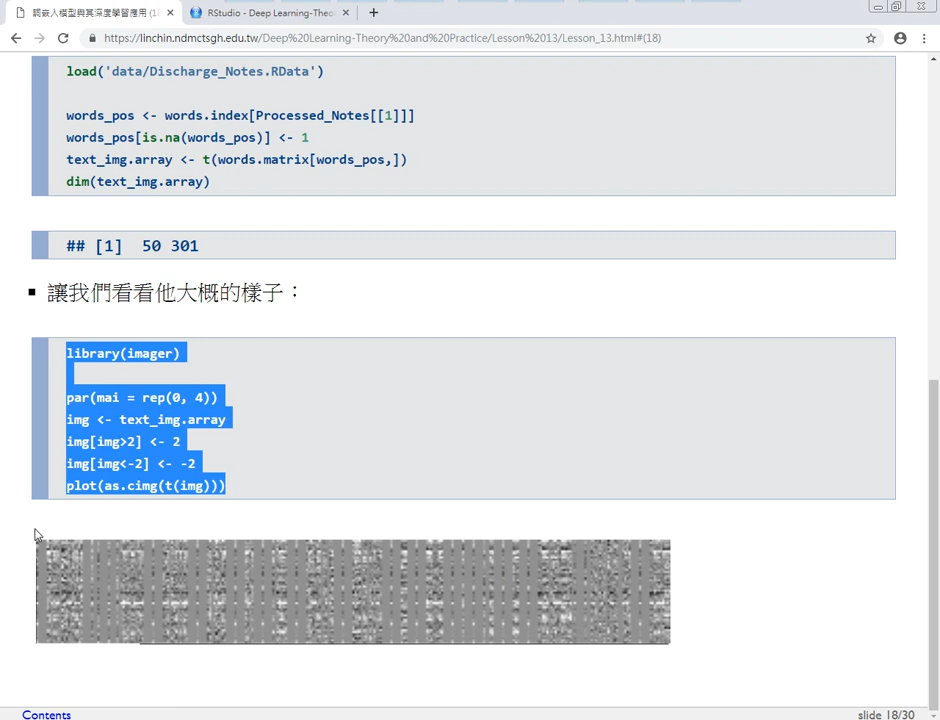 詞嵌入模型與其深度學習應用 (18
RStudio - Deep Learning-Theo
https://linchin.ndmctsgh.edu.tw/Deep%20Learning-Theory%20and%20Practice/Lesson%2013/Lesson_13.html#(18)
load('data/Discharge_Notes.RData')
words_pos <- words.index[Processed_Notes[[1]]]
words_pos[is.na(words_pos)] <- 1
text_img.array <- t(words.matrix[words_pos,])
dim(text_img.array)
## [1]  50 301
▪ 讓我們看看他大概的樣子：
library(imager)
par(mai = rep(0, 4))
img <- text_img.array
img[img>2] <- 2
img[img<-2] <- -2
plot(as.cimg(t(img)))
Contents
slide 18/30